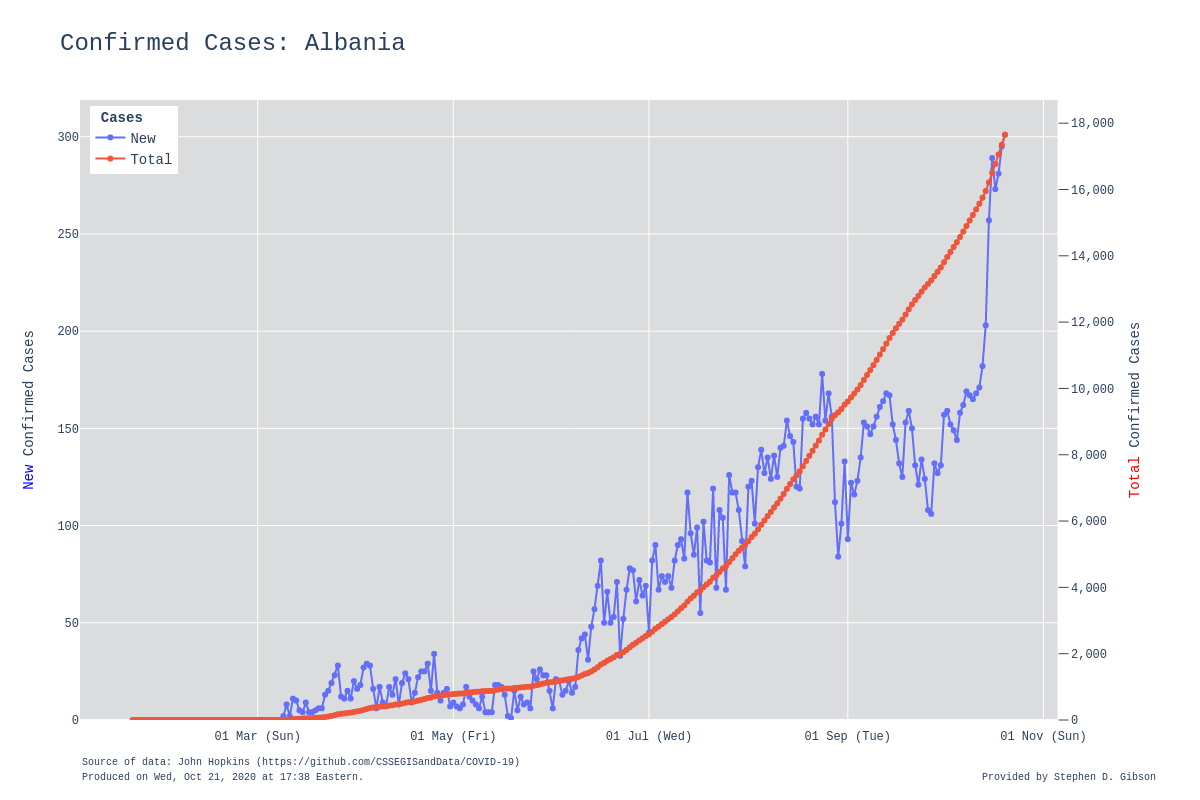 Confirmed Cases: Albania
Cases
New
Total
300
250
200
150
100
50
0
18,000
16,000
14,000
12,000
10,000
8,000
6,000
4,000
2,000
0
New Confirmed Cases
Total Confirmed Cases
01 Mar (Sun)
01 May (Fri)
01 Jul (Wed)
01 Sep (Tue)
01 Nov (Sun)
Source of data: John Hopkins (https://github.com/CSSEGISandData/COVID-19)
Produced on Wed, Oct 21, 2020 at 17:38 Eastern.
Provided by Stephen D. Gibson